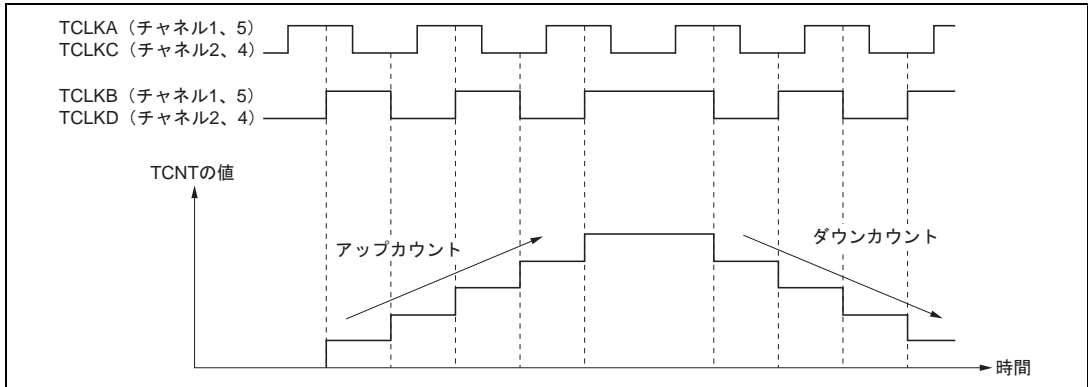 TCLKA（チャネル1、5）
TCLKC（チャネル2、4）
TCLKB（チャネル1、5）
TCLKD（チャネル2、4）
TCNTの値
アップカウント
ダウンカウント
時間